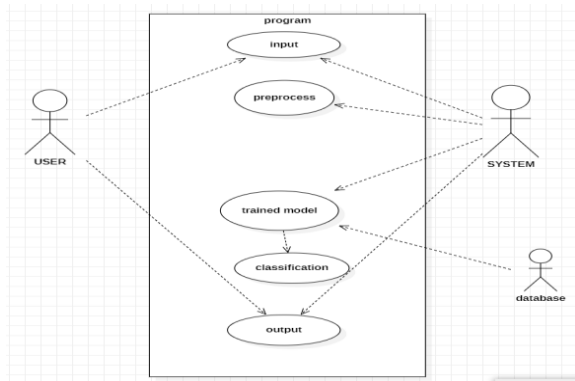 program
input
preprocess
USER
SYSTEM
trained model
classification
database
output